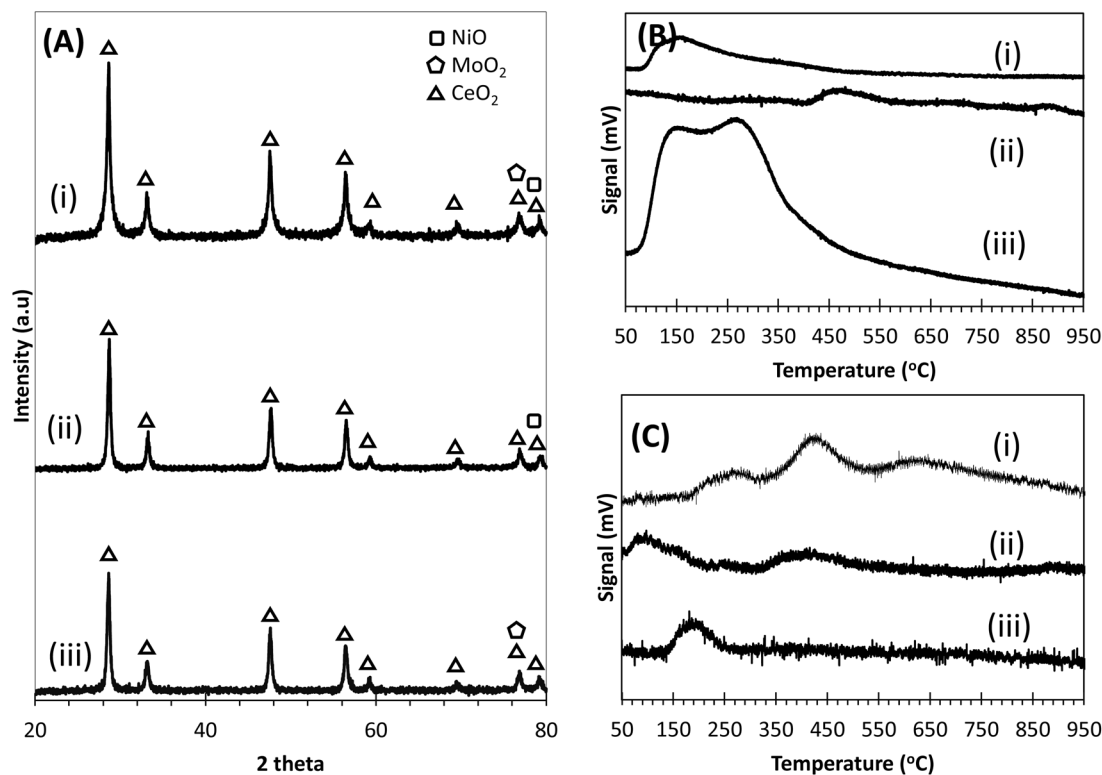 (A)
NiO
MoO₂
CeO₂
(i)
(ii)
(iii)
Intensity (a.u)
20 40 60 80
2 theta
(B)
(i)
(ii)
(iii)
Signal (mV)
50 150 250 350 450 550 650 750 850 950
Temperature (ᵒC)
(C)
(i)
(ii)
(iii)
Signal (mV)
50 150 250 350 450 550 650 750 850 950
Temperature (ᵒC)